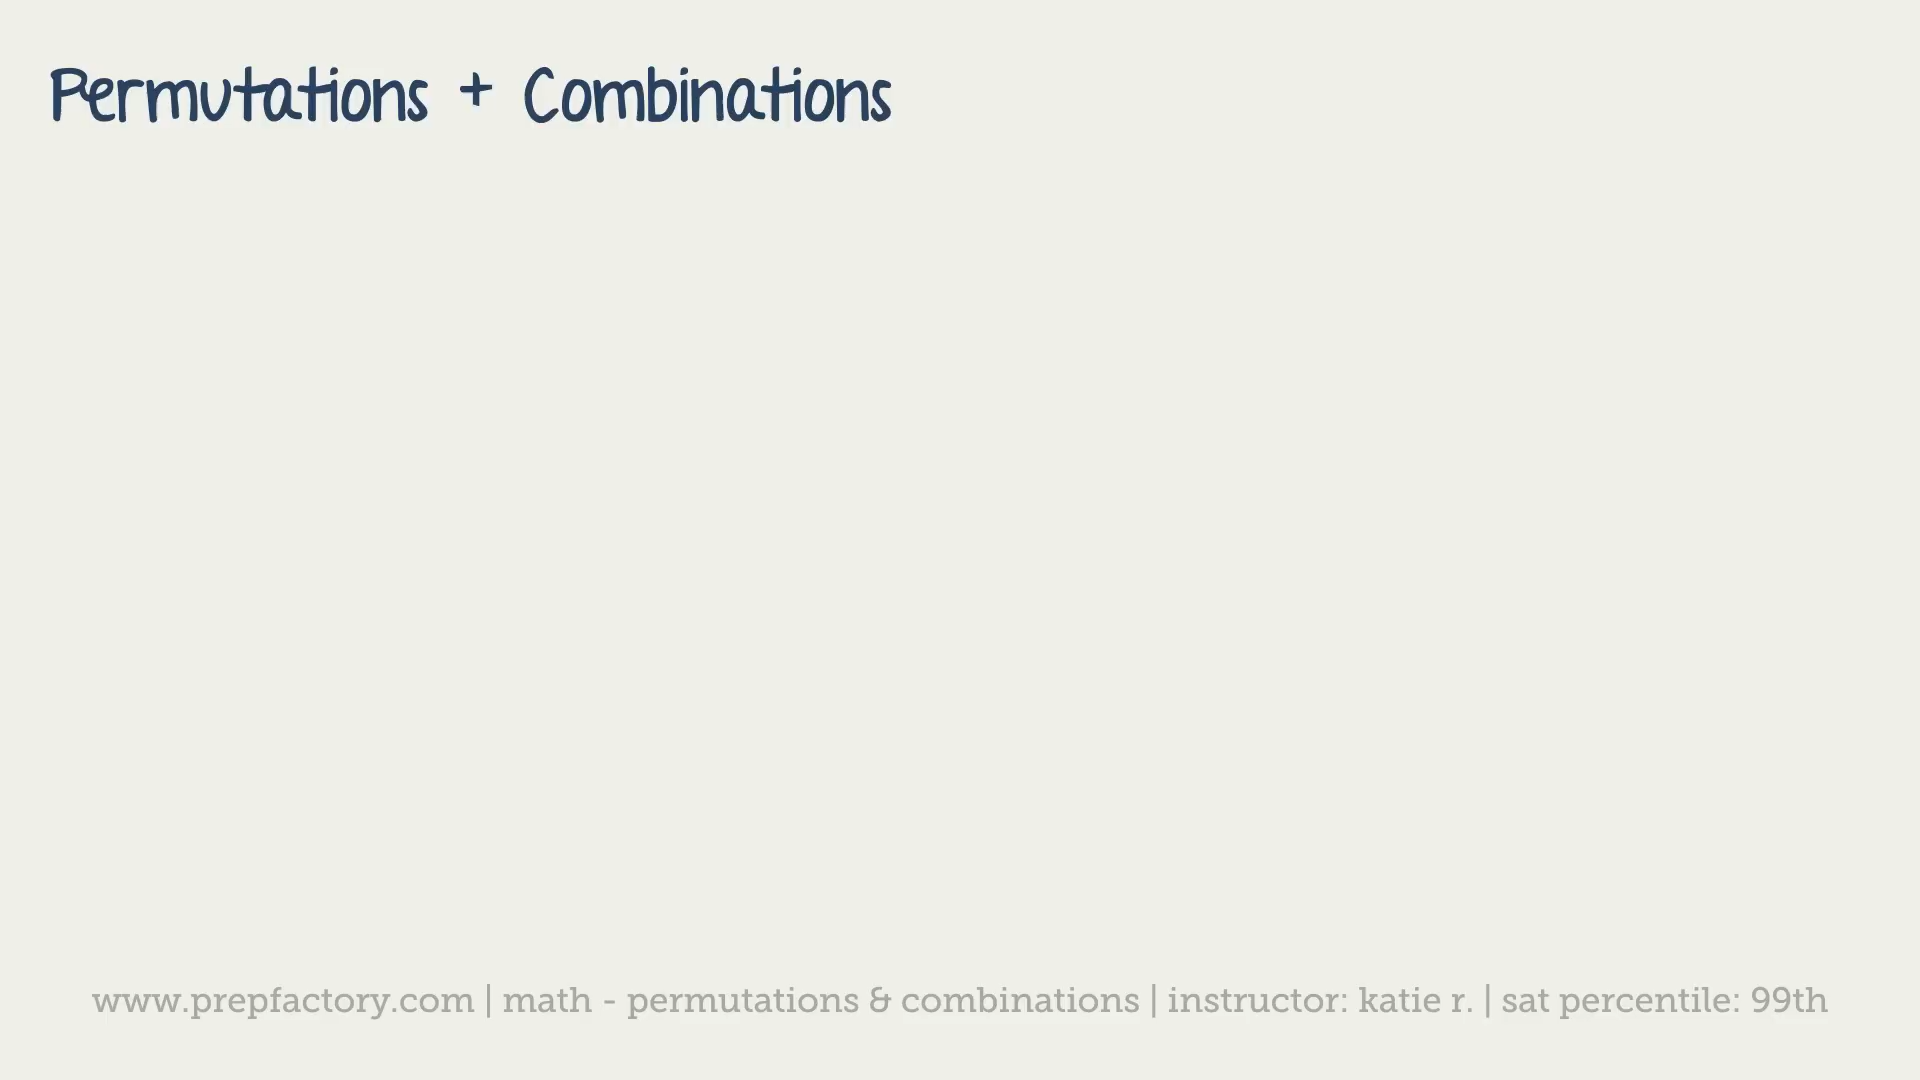 Permutations + Combinations
www.prepfactory.com | math - permutations & combinations | instructor: katie r. | sat percentile: 99th